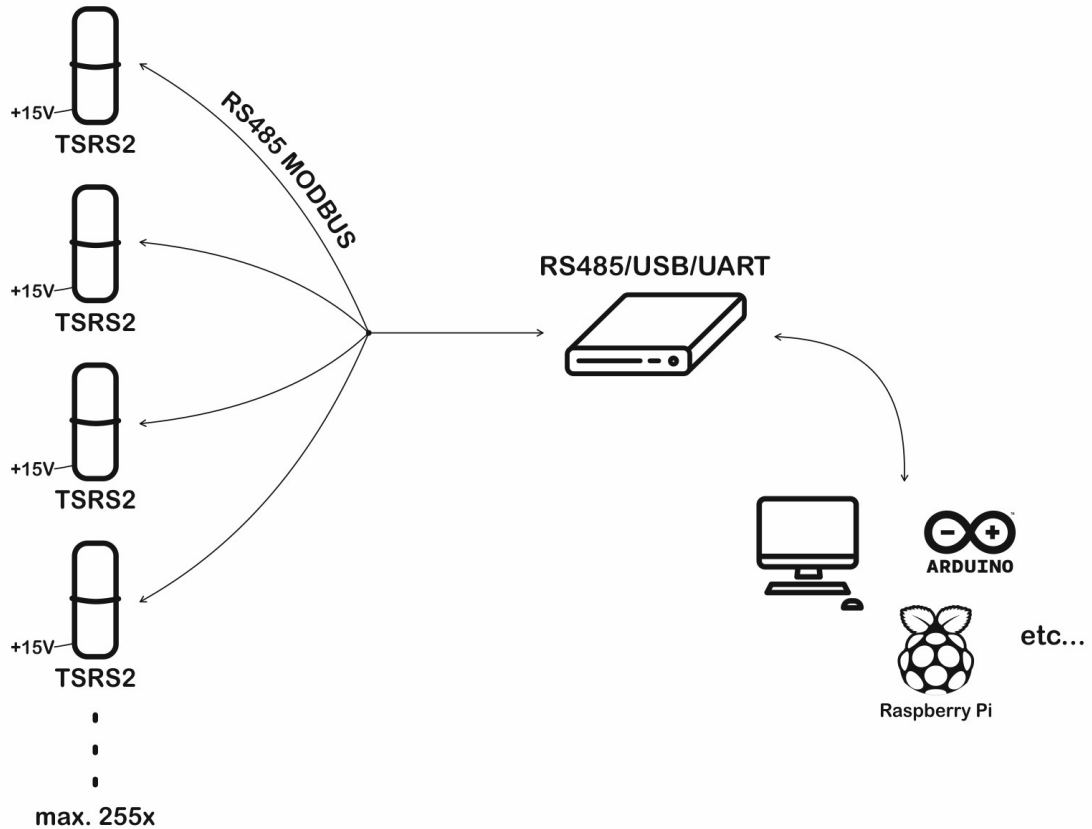 +15V
TSRS2
RS485 MODBUS
+15V
TSRS2
RS485/USB/UART
+15V
TSRS2
+15V
TSRS2
max. 255x
ARDUINO
™
etc...
Raspberry Pi